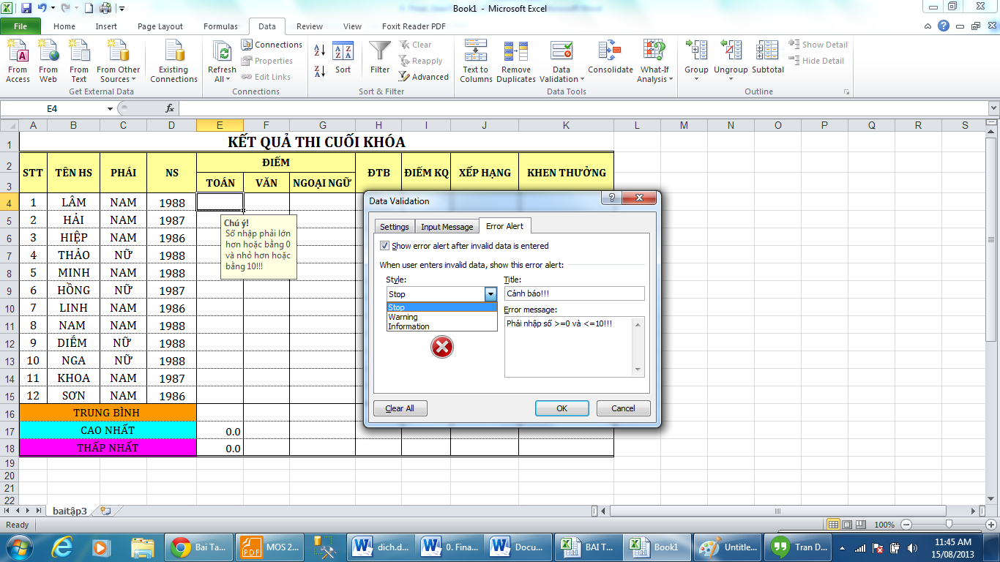 Book1 - Microsoft Excel
File Home Insert Page Layout Formulas Data Review View Foxit Reader PDF
From Access
From Web
From Text
From Other Sources
Existing Connections
Get External Data
Refresh All
Connections
Properties
Edit Links
Connections
Sort
Filter
Clear
Reapply
Advanced
Sort & Filter
Text to Columns
Remove Duplicates
Data Validation
Consolidate
What-If Analysis
Data Tools
Group
Ungroup
Subtotal
Show Detail
Hide Detail
Outline
E4 fx
A B C D E F G H I J K L M N O P Q R S
1 KẾT QUẢ THI CUỐI KHÓA
2 STT TÊN HS PHÁI NS ĐIỂM ĐTB ĐIỂM KQ XẾP HẠNG KHEN THƯỞNG
3 TOÁN VĂN NGOẠI NGỮ
4 1 LÂM NAM 1988
5 2 HẢI NAM 1987
6 3 HIỆP NAM 1986
7 4 THẢO NỮ 1988
8 5 MINH NAM 1988
9 6 HỒNG NỮ 1987
10 7 LINH NAM 1986
11 8 NAM NAM 1988
12 9 DIỄM NỮ 1988
13 10 NGA NỮ 1988
14 11 KHOA NAM 1987
15 12 SƠN NAM 1986
16 TRUNG BÌNH
17 CAO NHẤT 0.0
18 THẤP NHẤT 0.0
19
20
21
22
Chú ý!
Số nhập phải lớn
hơn hoặc bằng 0
và nhỏ hơn hoặc
bằng 10!!!
Data Validation
Settings Input Message Error Alert
Show error alert after invalid data is entered
When user enters invalid data, show this error alert:
Style: Title:
Stop Cảnh báo!!!
Stop
Warning
Information
Error message:
Phải nhập số >=0 và <=10!!!
Clear All OK Cancel
baitập3
Ready 100%
Bai Ta... PDF MOS 2... dich.d... 0. Fina... Docu... BAI T... Book1 Untitle... Tran D...
11:45 AM
15/08/2013